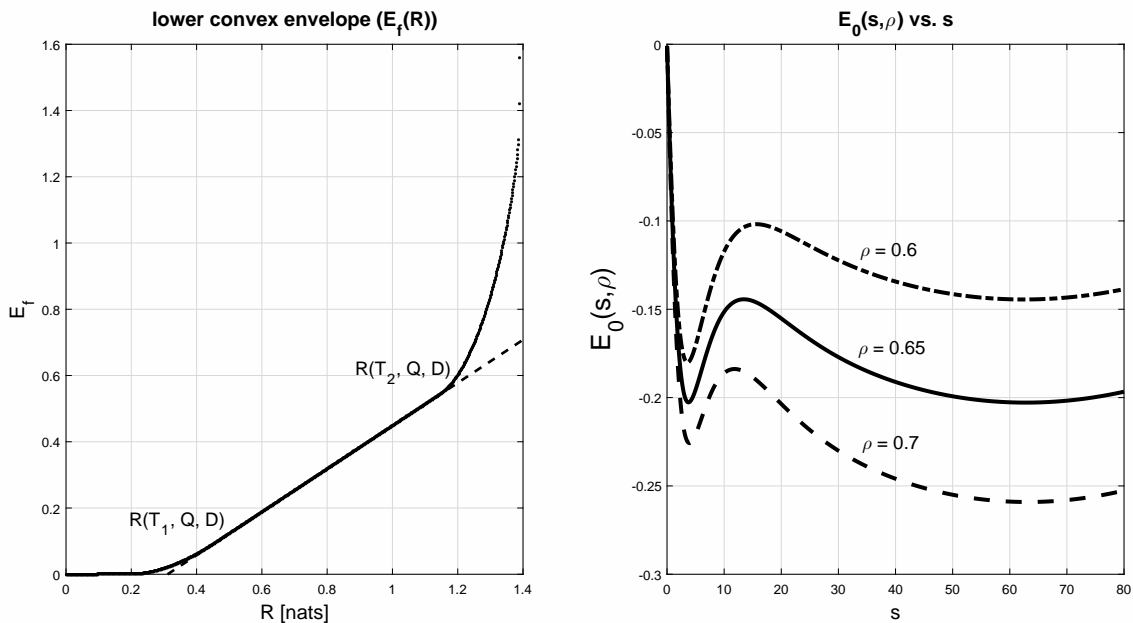 lower convex envelope (E_f(R))
1.6
1.4
1.2
1
0.8
0.6
0.4
0.2
0
E_f
R(T_2, Q, D)
R(T_1, Q, D)
0 0.2 0.4 0.6 0.8 1.0 1.2 1.4
R [nats]
E_0(s,ρ) vs. s
0
-0.05
-0.1
-0.15
-0.2
-0.25
-0.3
E_0(s,ρ)
ρ = 0.6
ρ = 0.65
ρ = 0.7
0 10 20 30 40 50 60 70 80
s